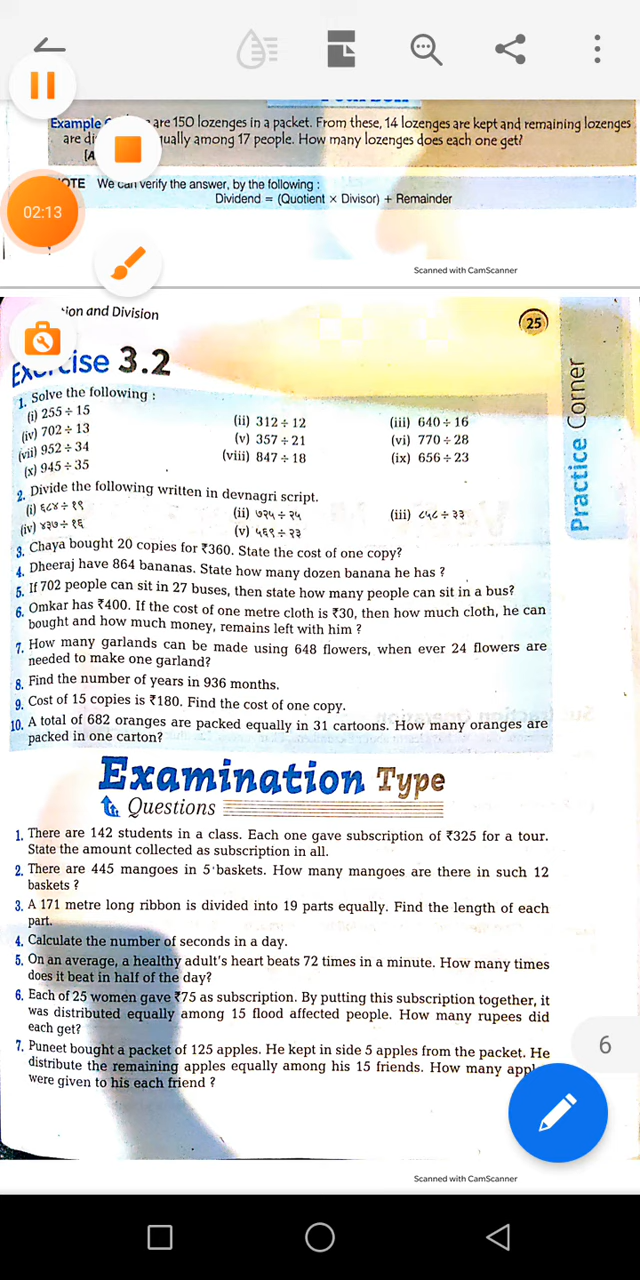 Example are 150 lozenges in a packet. From these, 14 lozenges are kept and remaining lozenges
are di ually among 17 people. How many lozenges does each one get?
OTE We can verify the answer, by the following :
Dividend = (Quotient × Divisor) + Remainder
02:13
Scanned with CamScanner
ion and Division
25
Exercise 3.2
Practice Corner
1. Solve the following :
(i) 255 ÷ 15
(ii) 312 ÷ 12
(iii) 640 ÷ 16
(iv) 702 ÷ 13
(v) 357 ÷ 21
(vi) 770 ÷ 28
(vii) 952 ÷ 34
(viii) 847 ÷ 18
(ix) 656 ÷ 23
(x) 945 ÷ 35
2. Divide the following written in devnagri script.
(i) ६८४ ÷ १९
(ii) ७२५ ÷ २५
(iii) ८५८ ÷ ३३
(iv) ४३७ ÷ १६
(v) ५६९ ÷ २३
3. Chaya bought 20 copies for ₹360. State the cost of one copy?
4. Dheeraj have 864 bananas. State how many dozen banana he has ?
5. If 702 people can sit in 27 buses, then state how many people can sit in a bus?
6. Omkar has ₹400. If the cost of one metre cloth is ₹30, then how much cloth, he can
bought and how much money, remains left with him ?
7. How many garlands can be made using 648 flowers, when ever 24 flowers are
needed to make one garland?
8. Find the number of years in 936 months.
9. Cost of 15 copies is ₹180. Find the cost of one copy.
10. A total of 682 oranges are packed equally in 31 cartoons. How many oranges are
packed in one carton?
Examination Type
Questions
1. There are 142 students in a class. Each one gave subscription of ₹325 for a tour.
State the amount collected as subscription in all.
2. There are 445 mangoes in 5 baskets. How many mangoes are there in such 12
baskets ?
3. A 171 metre long ribbon is divided into 19 parts equally. Find the length of each
part.
4. Calculate the number of seconds in a day.
5. On an average, a healthy adult's heart beats 72 times in a minute. How many times
does it beat in half of the day?
6. Each of 25 women gave ₹75 as subscription. By putting this subscription together, it
was distributed equally among 15 flood affected people. How many rupees did
each get?
7. Puneet bought a packet of 125 apples. He kept in side 5 apples from the packet. He
distribute the remaining apples equally among his 15 friends. How many
were given to his each friend ?
6
Scanned with CamScanner